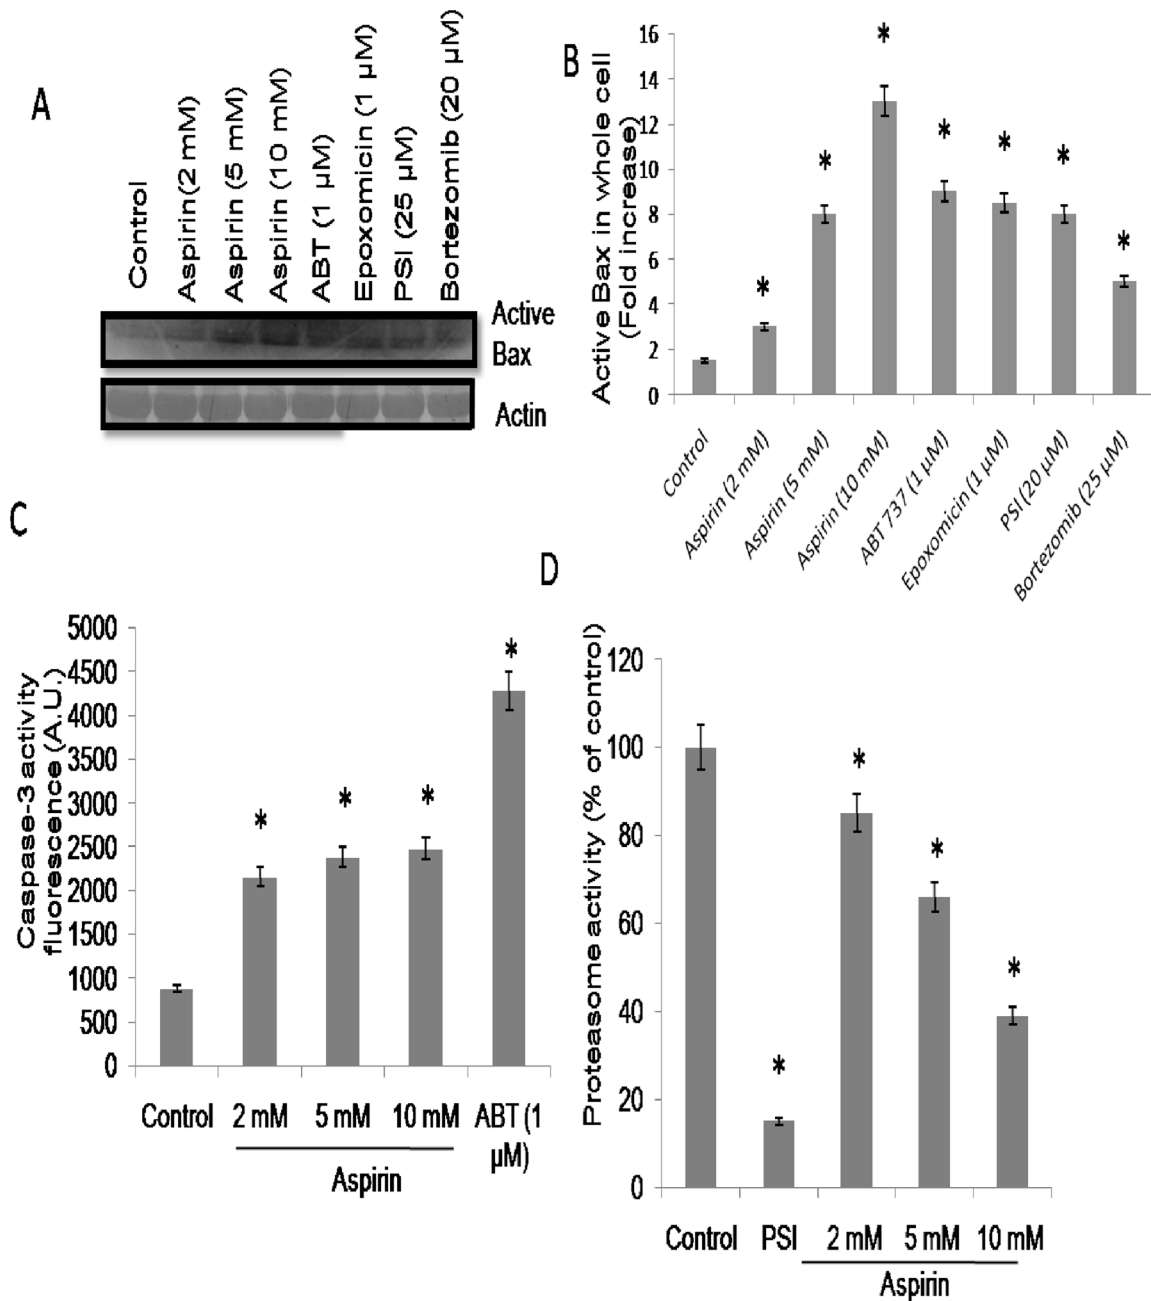 A
Control
Aspirin(2 mM)
Aspirin (5 mM)
Aspirin (10 mM)
ABT (1 µM)
Epoxomicin (1 µM)
PSI (25 µM)
Bortezomib (20 µM)
Active
Bax
Actin
B
Active Bax in whole cell
(Fold increase)
16
14
12
10
8
6
4
2
0
*
*
*
*
*
*
*
Control
Aspirin (2 mM)
Aspirin (5 mM)
Aspirin (10 mM)
ABT 737 (1 µM)
Epoxomicin (1 µM)
PSI (20 µM)
Bortezomib (25 µM)
C
Caspase-3 activity
fluorescence (A.U.)
5000
4500
4000
3500
3000
2500
2000
1500
1000
500
0
*
*
*
*
Control
2 mM
5 mM
10 mM
ABT (1
µM)
Aspirin
D
Proteasome activity (% of control)
120
100
80
60
40
20
0
*
*
*
*
Control
PSI
2 mM
5 mM
10 mM
Aspirin